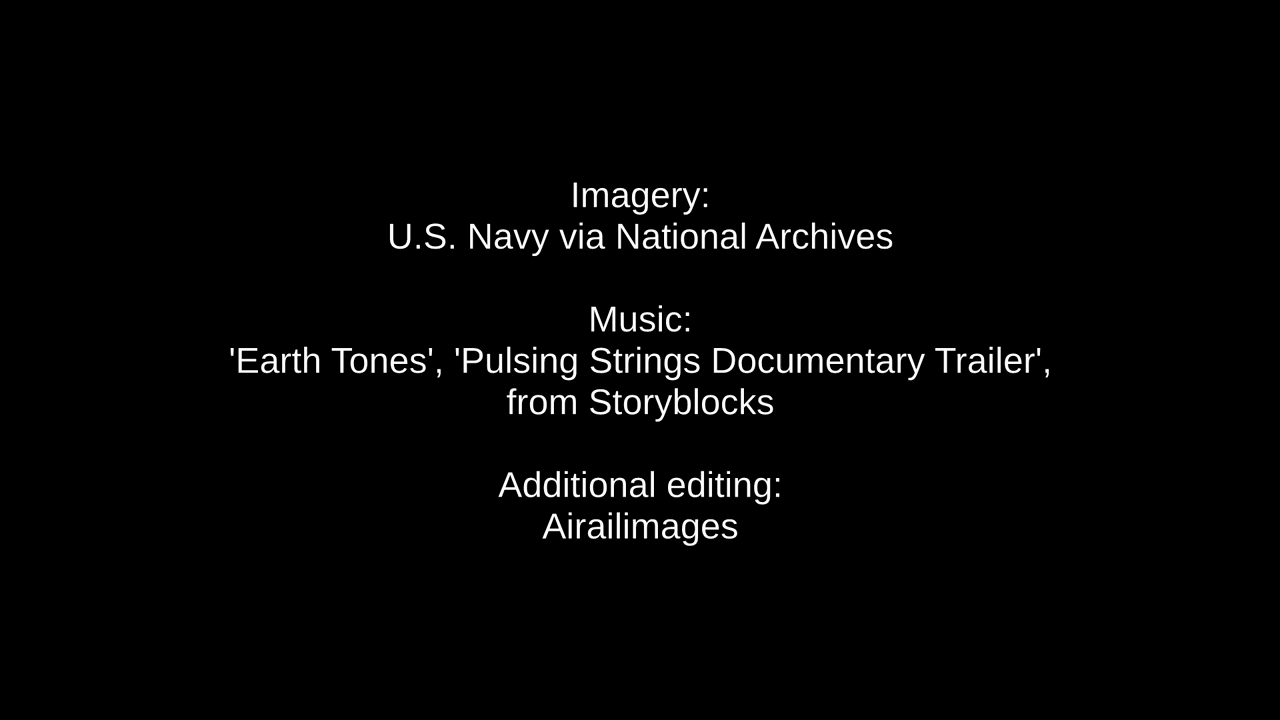 Imagery:
U.S. Navy via National Archives
Music:
'Earth Tones', 'Pulsing Strings Documentary Trailer',
from Storyblocks
Additional editing:
Airailimages